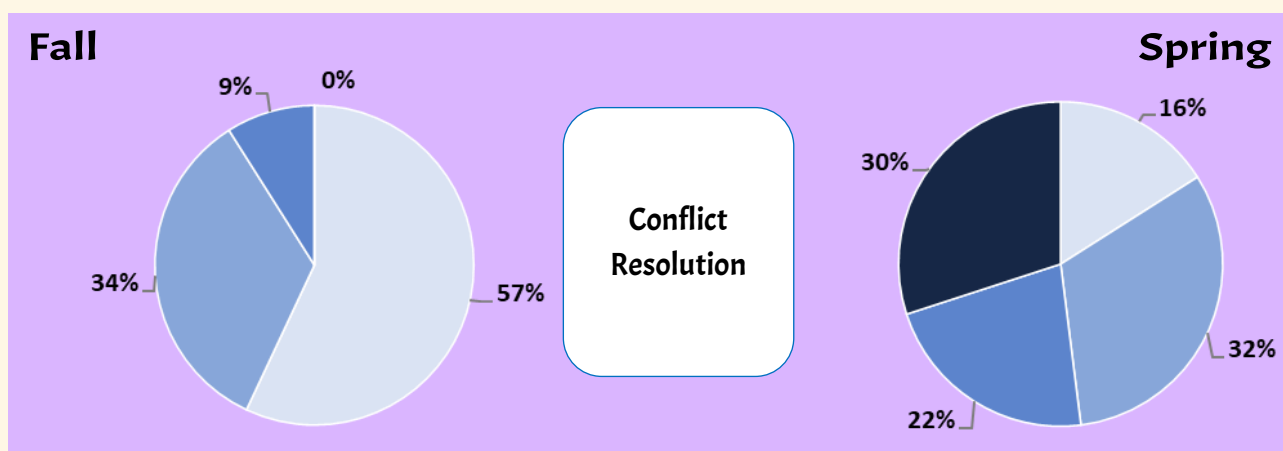 Fall
Spring
9%
0%
34%
57%
Conflict
Resolution
16%
30%
32%
22%